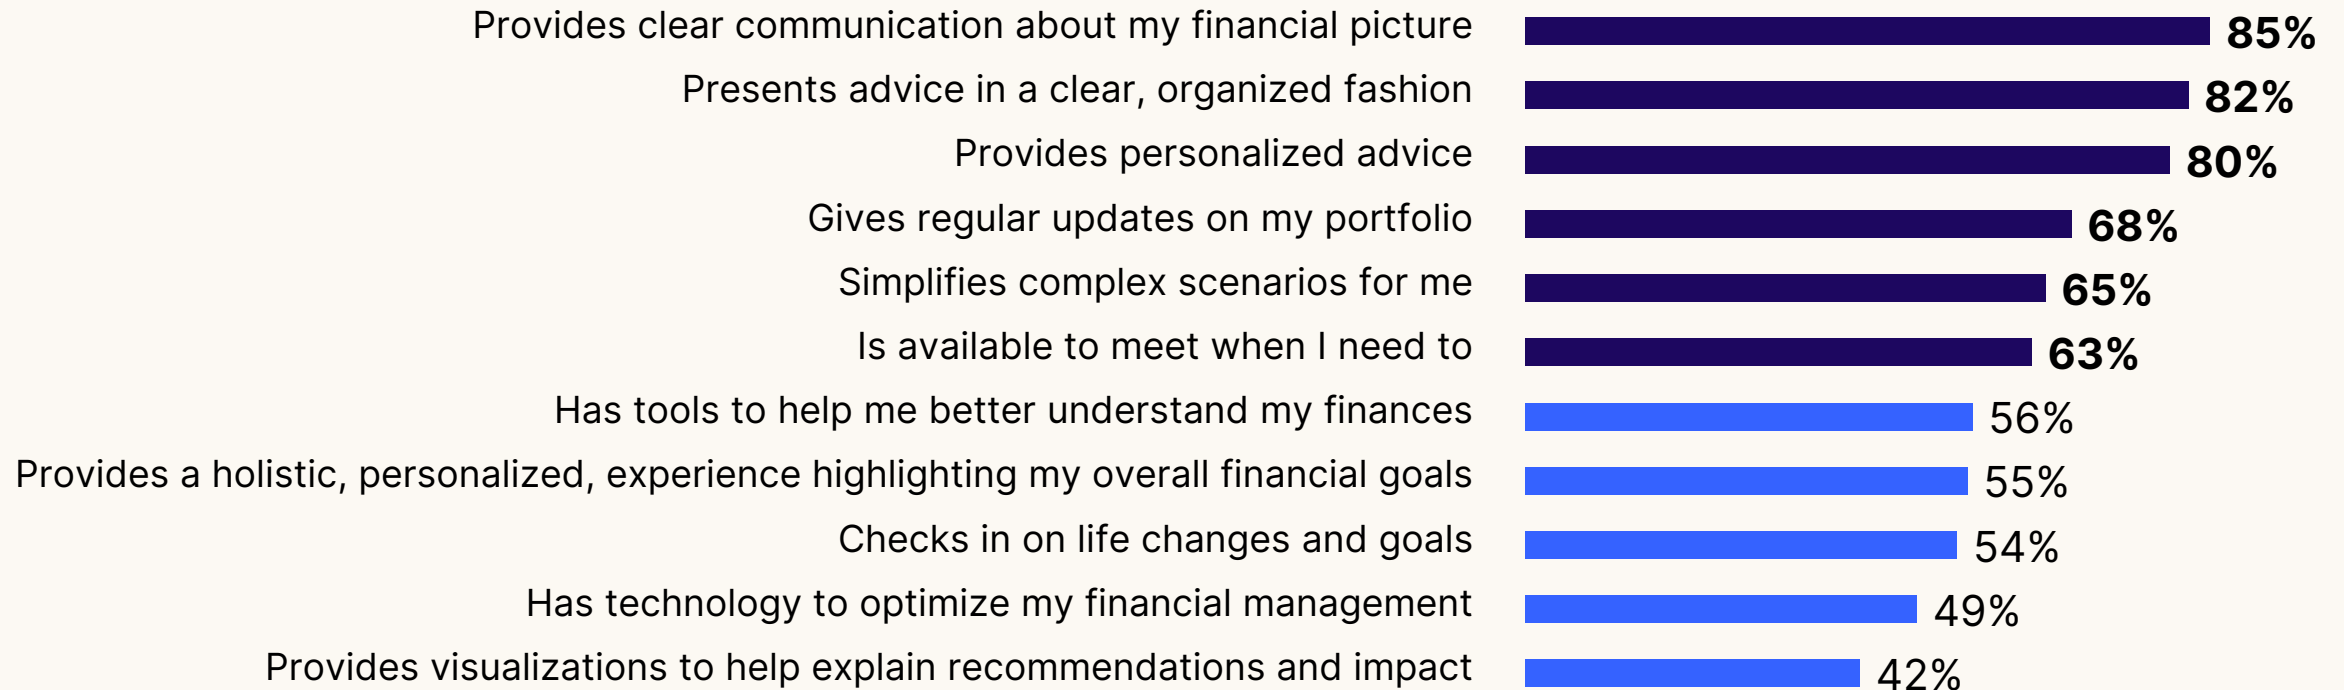 Provides clear communication about my financial picture 85%
Presents advice in a clear, organized fashion 82%
Provides personalized advice 80%
Gives regular updates on my portfolio 68%
Simplifies complex scenarios for me 65%
Is available to meet when I need to 63%
Has tools to help me better understand my finances 56%
Provides a holistic, personalized, experience highlighting my overall financial goals 55%
Checks in on life changes and goals 54%
Has technology to optimize my financial management 49%
Provides visualizations to help explain recommendations and impact 42%